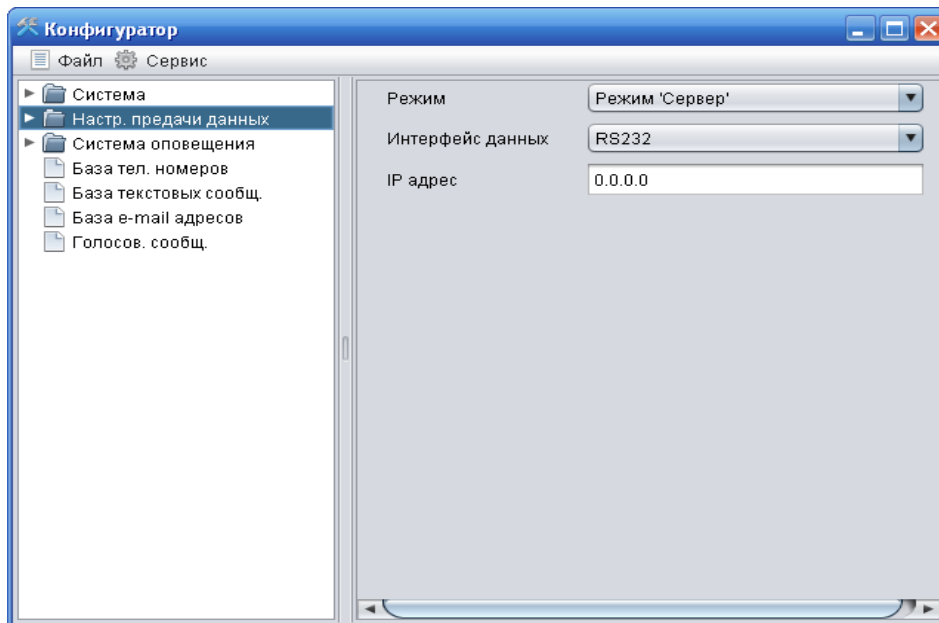 Конфигуратор
Файл Сервис
Система
Настр. предачи данных
Система оповещения
База тел. номеров
База текстовых сообщ.
База e-mail адресов
Голосов. сообщ.
Режим Режим 'Сервер'
Интерфейс данных RS232
IP адрес 0.0.0.0